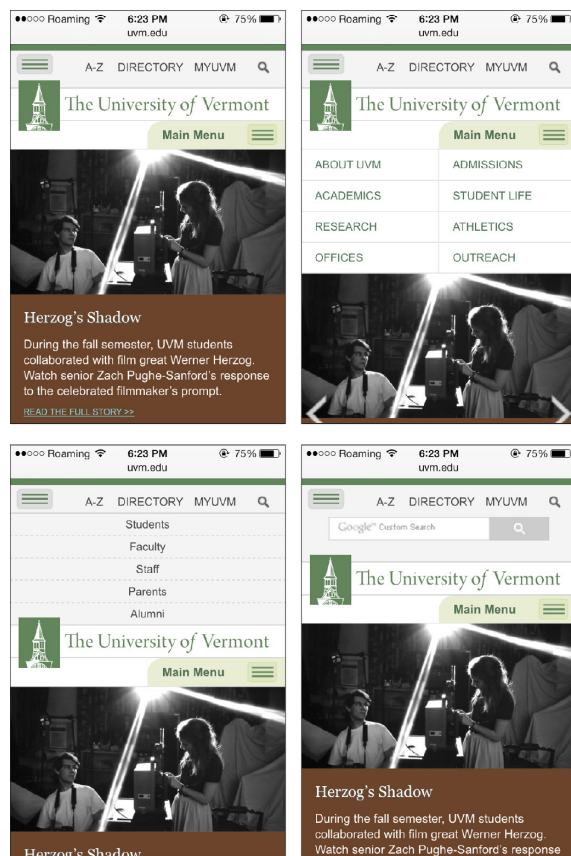 Roaming 6:23 PM 75%
uvm.edu
A-Z DIRECTORY MYUVM
The University of Vermont
Main Menu
Herzog's Shadow
During the fall semester, UVM students
collaborated with film great Werner Herzog.
Watch senior Zach Pughe-Sanford's response
to the celebrated filmmaker's prompt.
READ THE FULL STORY >>
Roaming 6:23 PM 75%
uvm.edu
A-Z DIRECTORY MYUVM
The University of Vermont
Main Menu
ABOUT UVM ADMISSIONS
ACADEMICS STUDENT LIFE
RESEARCH ATHLETICS
OFFICES OUTREACH
Roaming 6:23 PM 75%
uvm.edu
A-Z DIRECTORY MYUVM
Students
Faculty
Staff
Parents
Alumni
The University of Vermont
Main Menu
Herzog's Shadow
Roaming 6:23 PM 75%
uvm.edu
A-Z DIRECTORY MYUVM
Google™ Custom Search
The University of Vermont
Main Menu
Herzog's Shadow
During the fall semester, UVM students
collaborated with film great Werner Herzog.
Watch senior Zach Pughe-Sanford's response